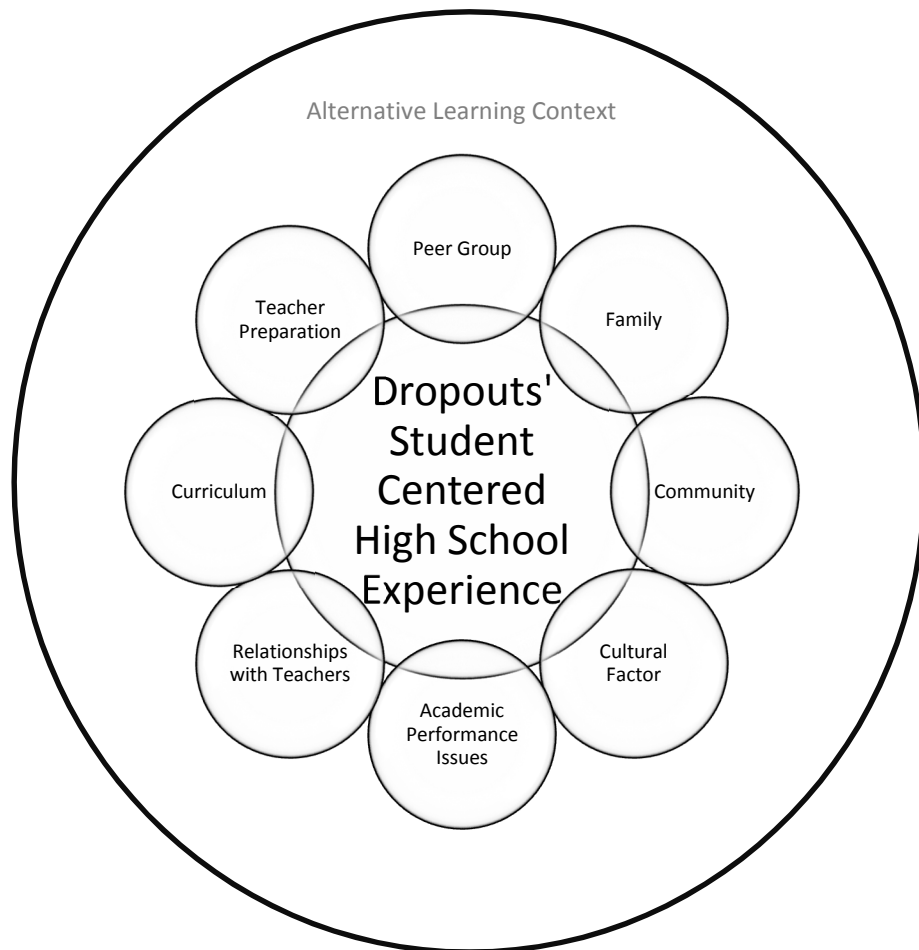 Alternative Learning Context
Peer Group
Teacher
Preparation
Family
Dropouts'
Student
Centered
High School
Experience
Curriculum
Community
Relationships
with Teachers
Cultural
Factor
Academic
Performance
Issues